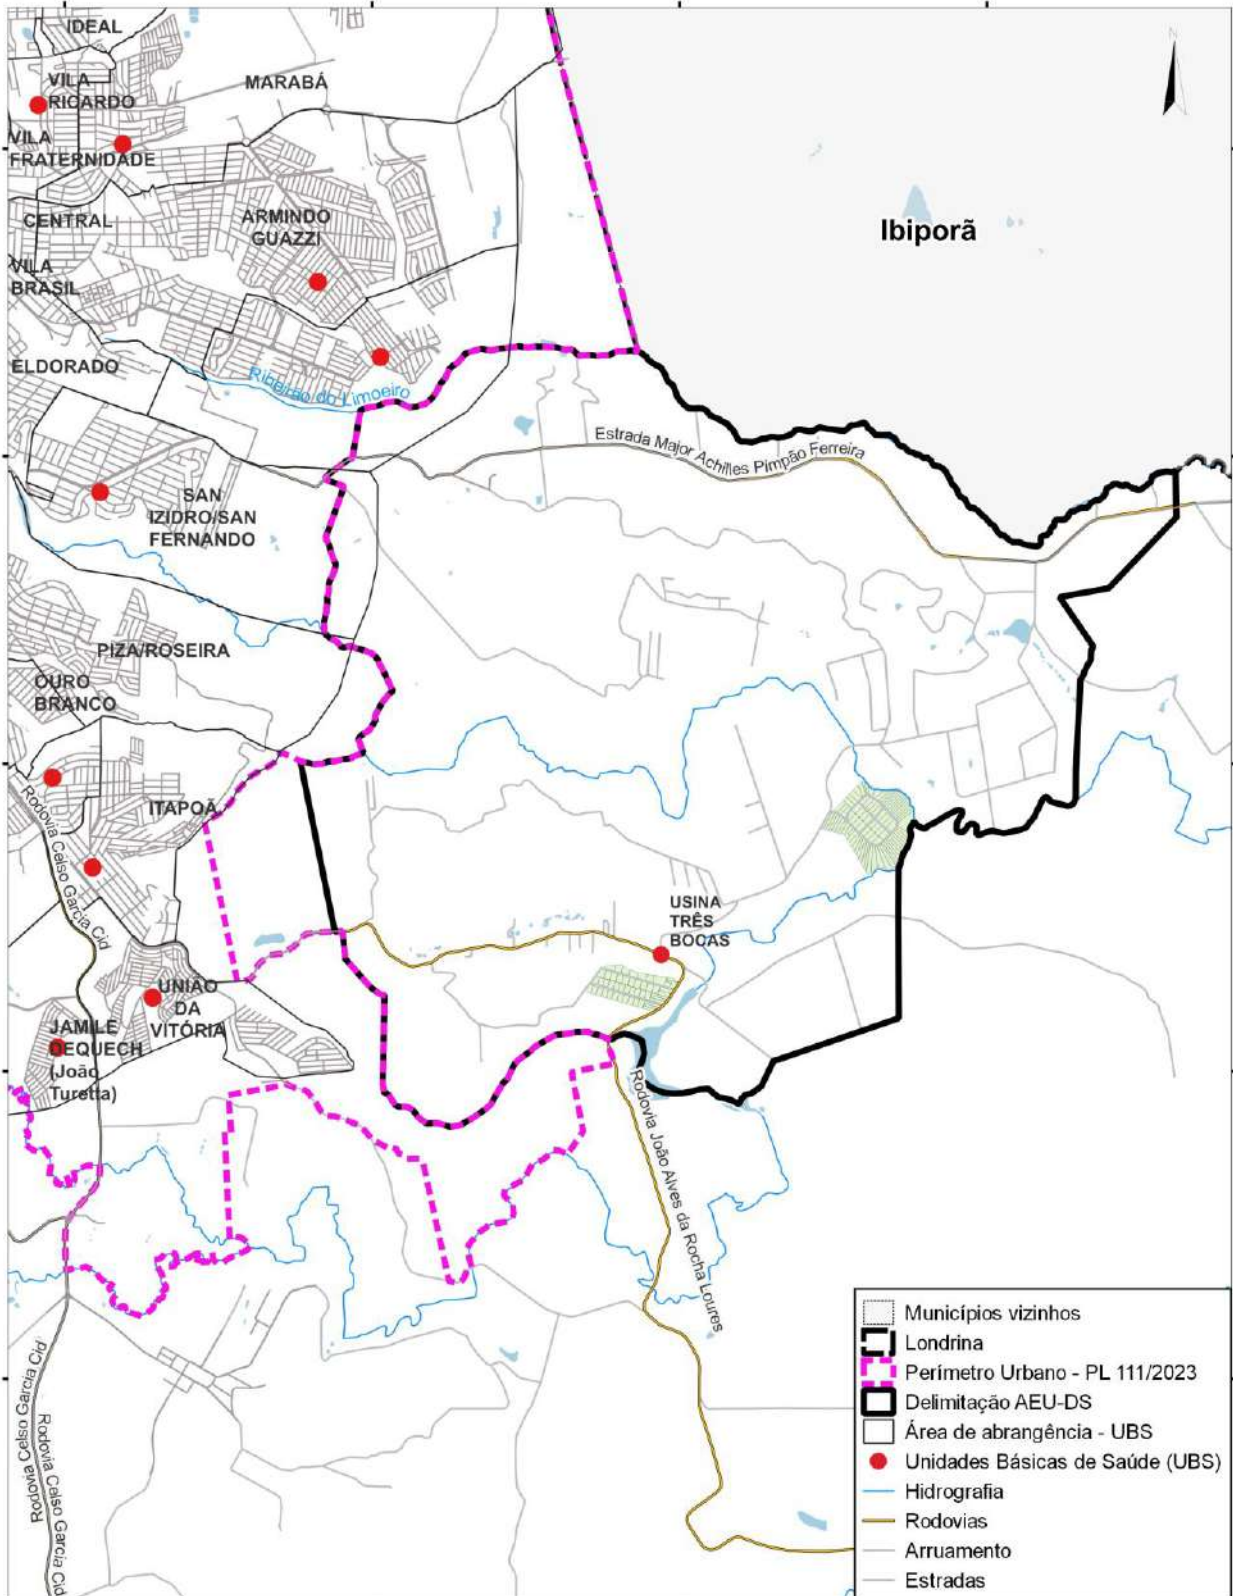 IDEAL
VILA
RICARDO
MARABÁ
VILA
FRATERNIDADE
CENTRAL
ARMINDO
GUAZZI
VILA
BRASIL
ELDORADO
Ribeirão do Limoeiro
N
Ibiporã
Estrada Major Achilles Pimpão Ferreira
SAN
IZIDRO/SAN
FERNANDO
PIZA/ROSEIRA
OURO
BRANCO
ITAPOÃ
Rodovia Celso Garcia Cid
USINA
TRÊS
BOCAS
UNIÃO
DA
VITÓRIA
JAMILE
DEQUECH
(João
Turetta)
Rodovia João Alves da Rocha Loures
Rodovia Celso Garcia Cid
Rodovia Celso Garcia Cid
Municípios vizinhos
Londrina
Perímetro Urbano - PL 111/2023
Delimitação AEU-DS
Área de abrangência - UBS
Unidades Básicas de Saúde (UBS)
Hidrografia
Rodovias
Arruamento
Estradas